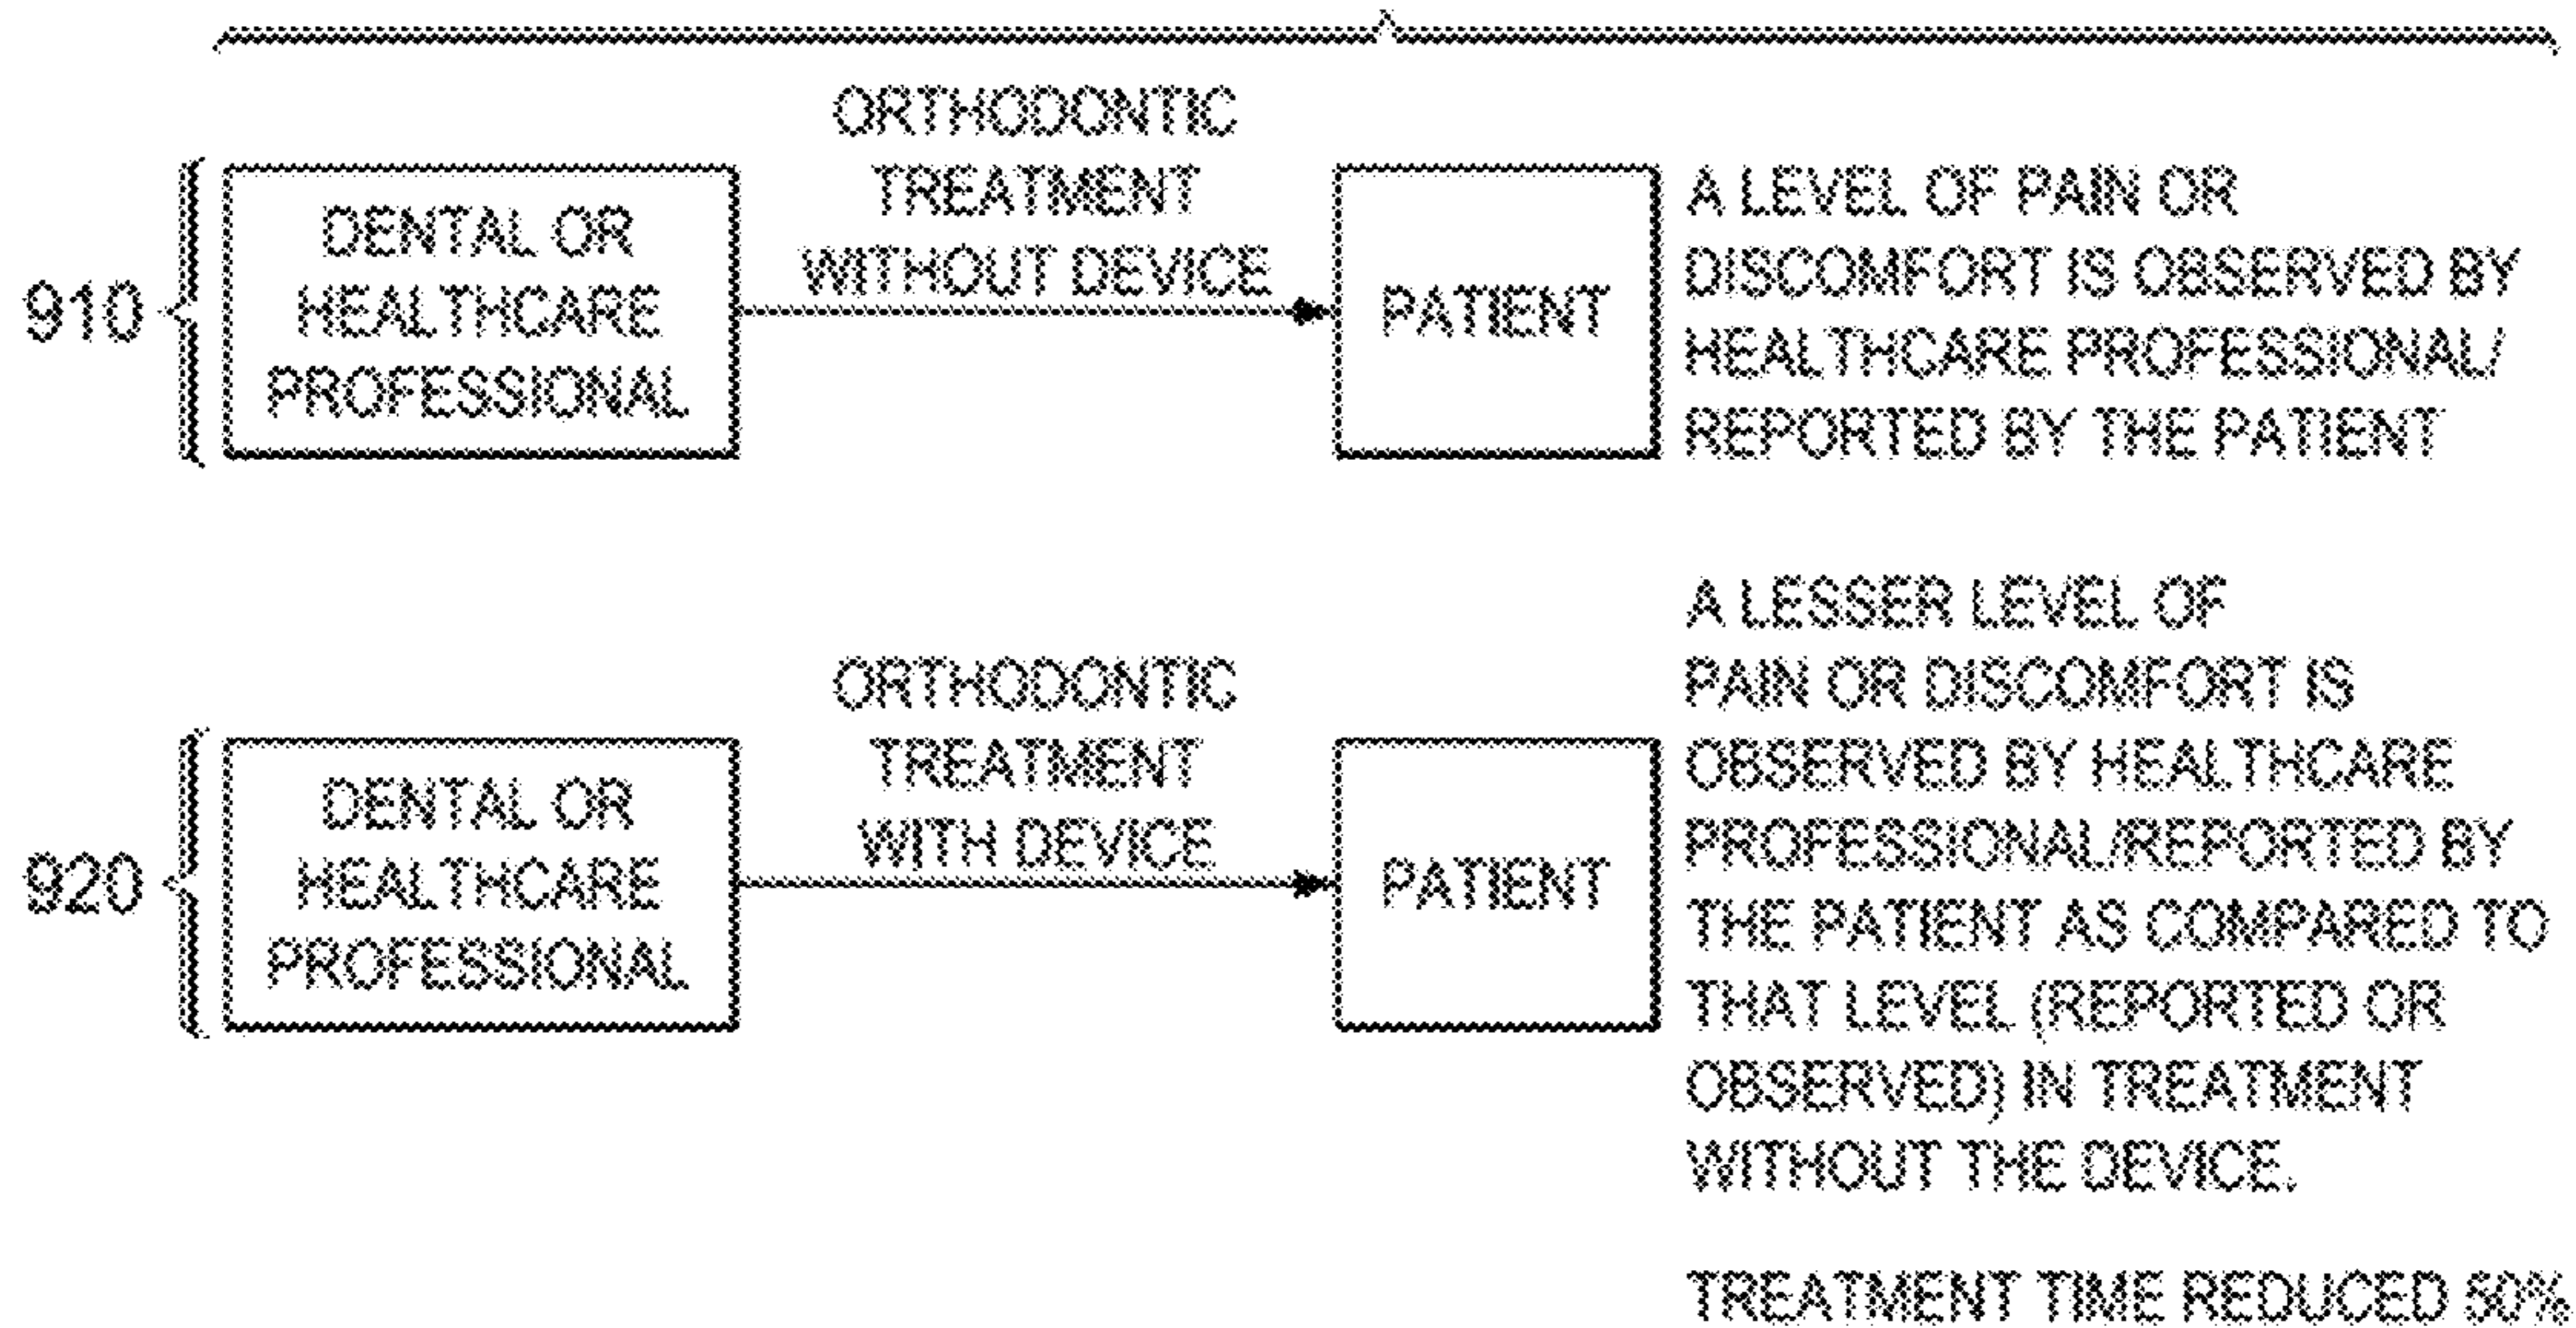 ORTHODONTIC
TREATMENT
WITHOUT DEVICE
910
DENTAL OR
HEALTHCARE
PROFESSIONAL
PATIENT
A LEVEL OF PAIN OR
DISCOMFORT IS OBSERVED BY
HEALTHCARE PROFESSIONAL/
REPORTED BY THE PATIENT
ORTHODONTIC
TREATMENT
WITH DEVICE
920
DENTAL OR
HEALTHCARE
PROFESSIONAL
PATIENT
A LESSER LEVEL OF
PAIN OR DISCOMFORT IS
OBSERVED BY HEALTHCARE
PROFESSIONAL/REPORTED BY
THE PATIENT AS COMPARED TO
THAT LEVEL (REPORTED OR
OBSERVED) IN TREATMENT
WITHOUT THE DEVICE.
TREATMENT TIME REDUCED 50%